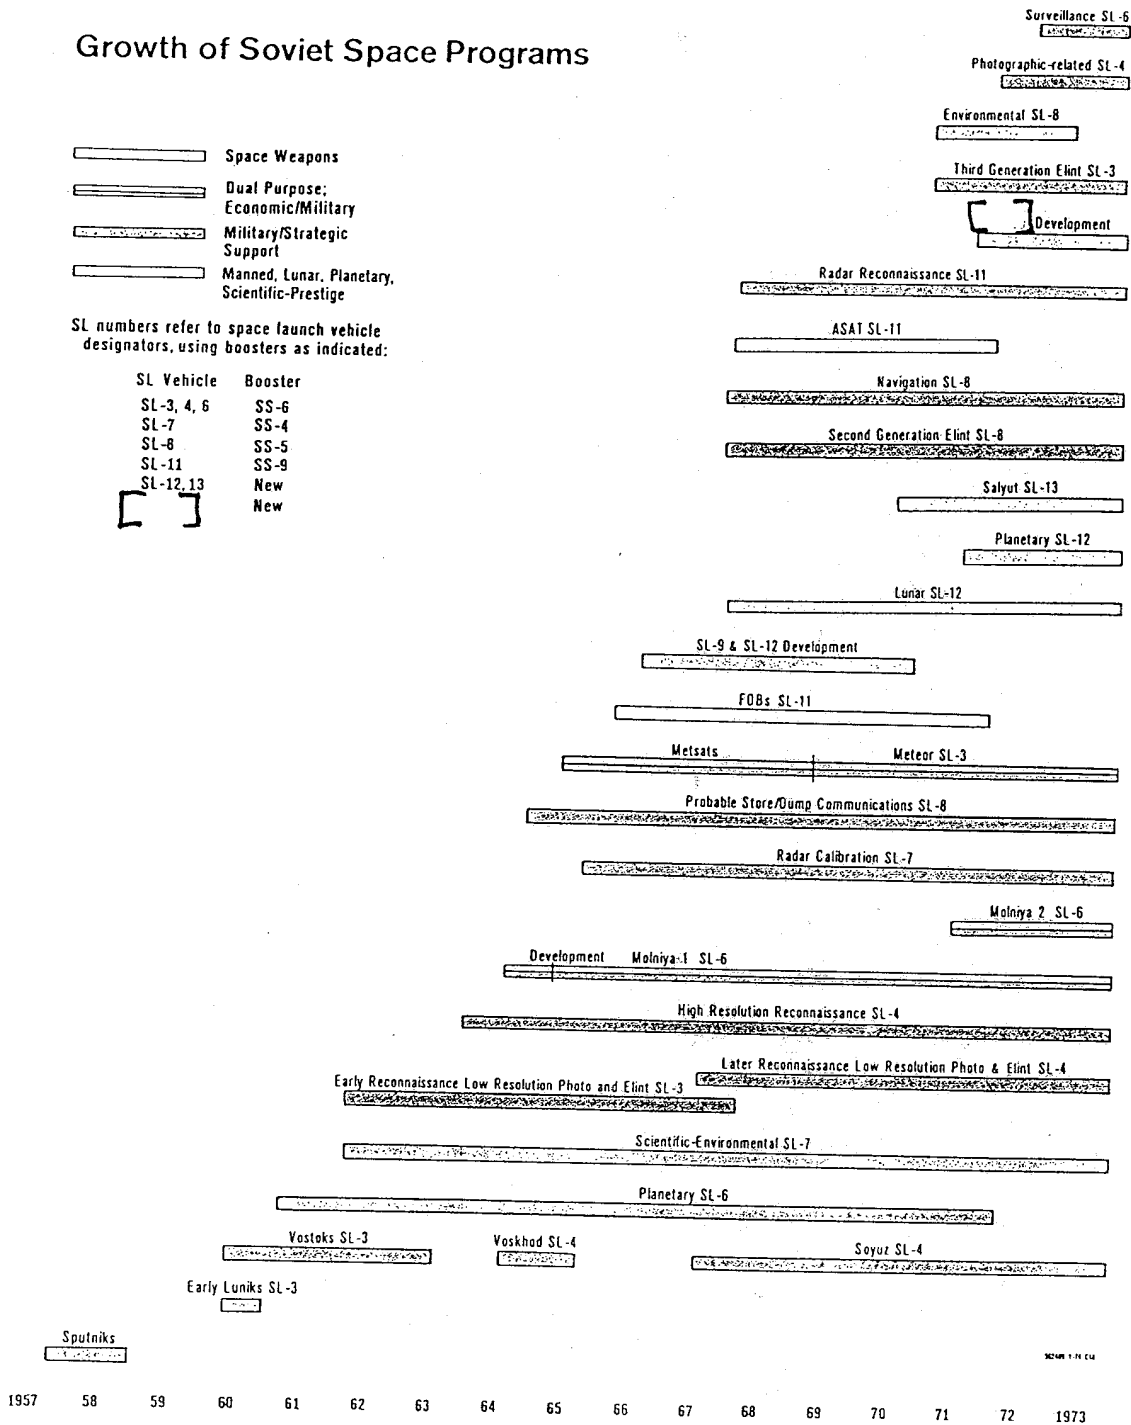 Growth of Soviet Space Programs
Space Weapons
Dual Purpose;
Economic/Military
Military/Strategic
Support
Manned, Lunar, Planetary,
Scientific-Prestige
SL numbers refer to space launch vehicle
designators, using boosters as indicated:
SL Vehicle Booster
SL-3, 4, 6 SS-6
SL-7 SS-4
SL-8 SS-5
SL-11 SS-9
SL-12, 13 New
[ ] New
Surveillance SL-6
Photographic-related SL-4
Environmental SL-8
Third Generation Elint SL-3
[ ] Development
Radar Reconnaissance SL-11
ASAT SL-11
Navigation SL-8
Second Generation Elint SL-8
Salyut SL-13
Planetary SL-12
Lunar SL-12
SL-9 & SL-12 Development
FOBs SL-11
Metsats Meteor SL-3
Probable Store/Dump Communications SL-8
Radar Calibration SL-7
Molniya 2 SL-6
Development Molniya-1 SL-6
High Resolution Reconnaissance SL-4
Later Reconnaissance Low Resolution Photo & Elint SL-4
Early Reconnaissance Low Resolution Photo and Elint SL-3
Scientific-Environmental SL-7
Planetary SL-6
Vostoks SL-3 Voskhod SL-4 Soyuz SL-4
Early Luniks SL-3
Sputniks
1957 58 59 60 61 62 63 64 65 66 67 68 69 70 71 72 1973